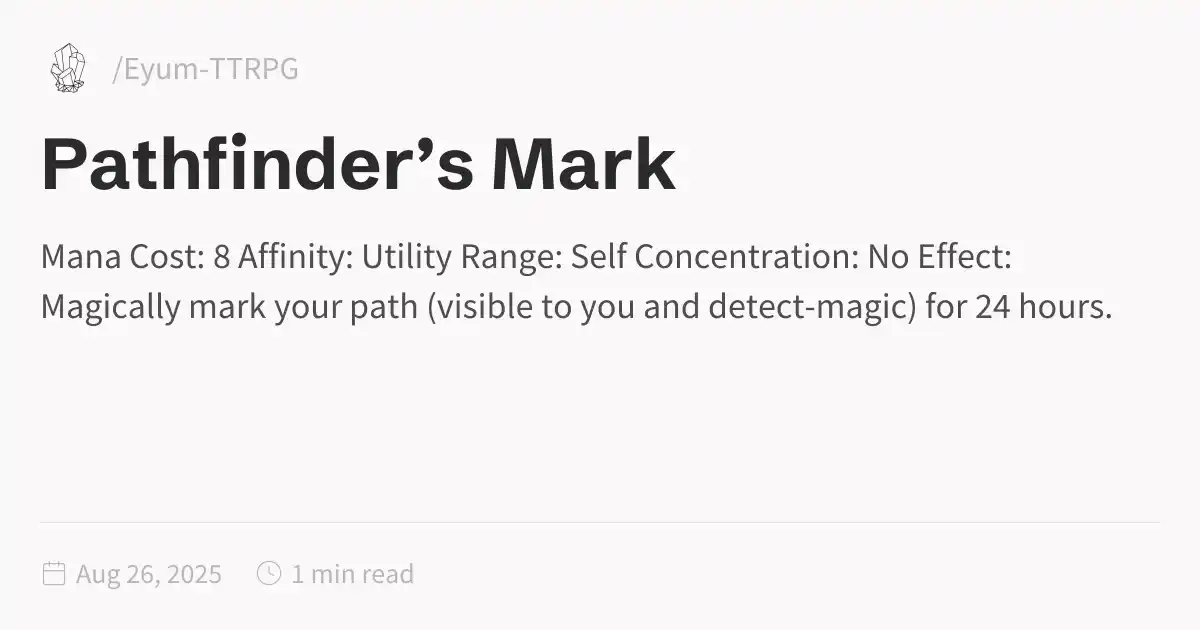 /Eyum-TTRPG
Pathfinder’s Mark
Mana Cost: 8 Affinity: Utility Range: Self Concentration: No Effect:
Magically mark your path (visible to you and detect-magic) for 24 hours.
Aug 26, 2025 1 min read